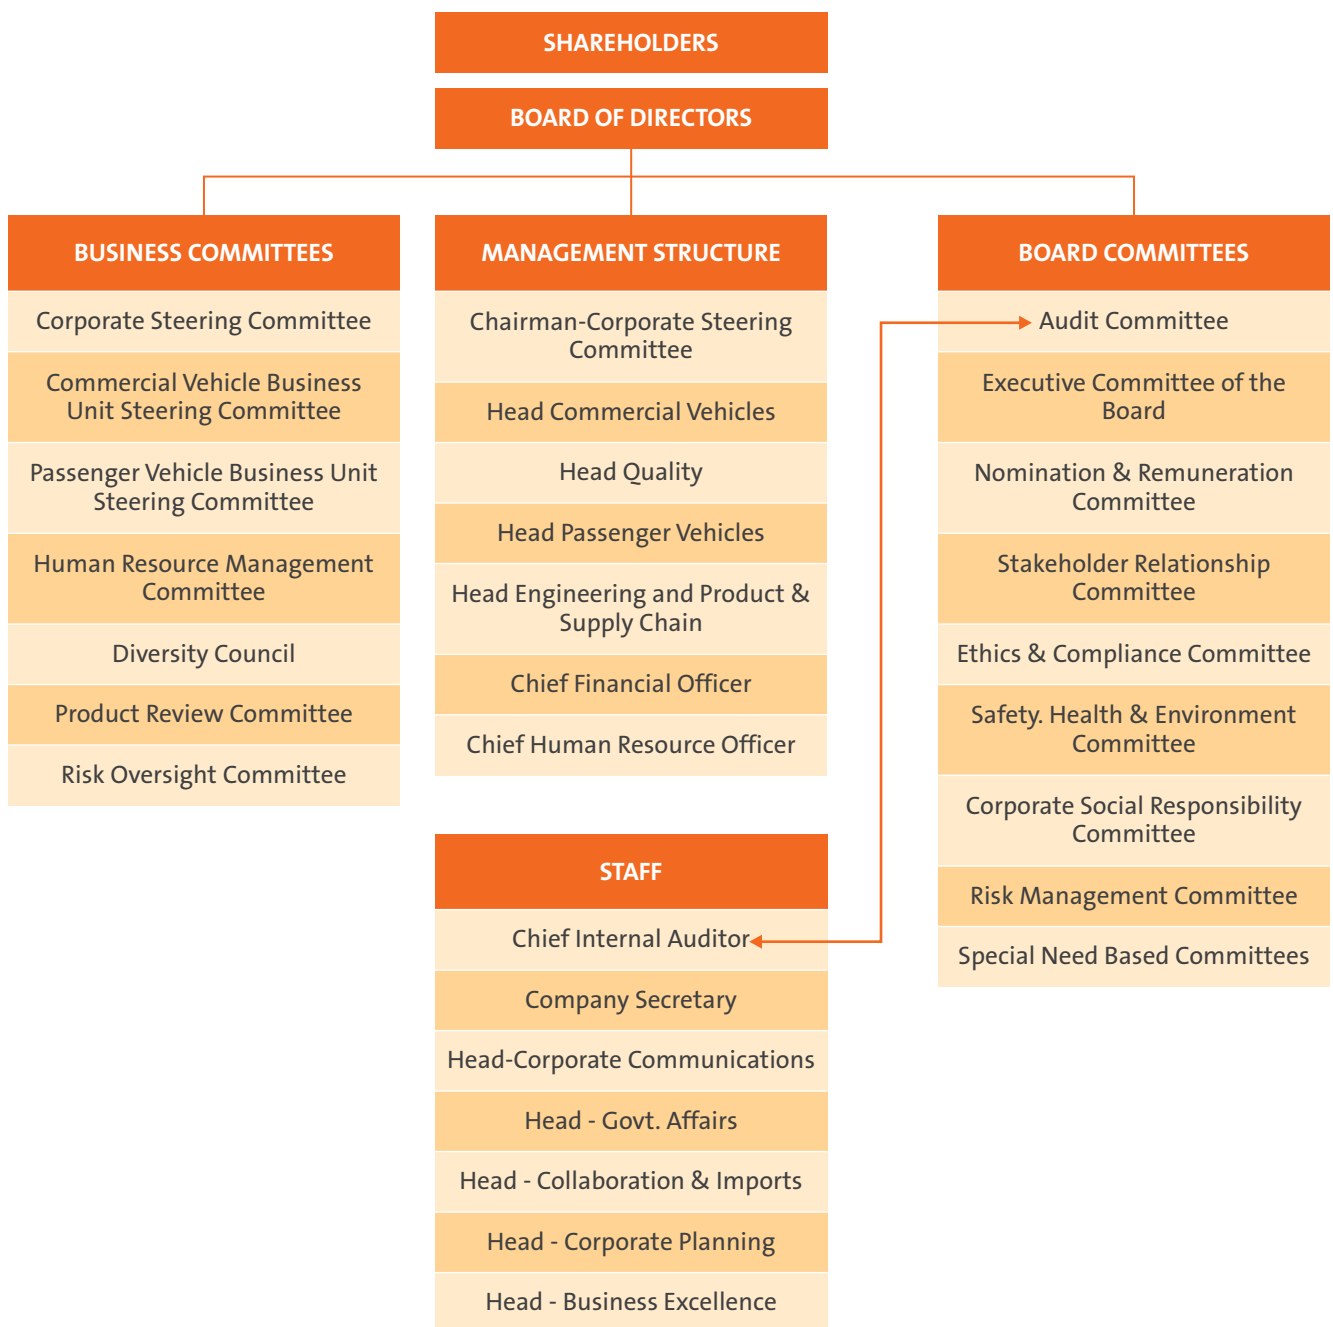 SHAREHOLDERS
BOARD OF DIRECTORS
BUSINESS COMMITTEES
Corporate Steering Committee
Commercial Vehicle Business
Unit Steering Committee
Passenger Vehicle Business Unit
Steering Committee
Human Resource Management
Committee
Diversity Council
Product Review Committee
Risk Oversight Committee
MANAGEMENT STRUCTURE
Chairman-Corporate Steering
Committee
Head Commercial Vehicles
Head Quality
Head Passenger Vehicles
Head Engineering and Product &
Supply Chain
Chief Financial Officer
Chief Human Resource Officer
STAFF
Chief Internal Auditor
Company Secretary
Head-Corporate Communications
Head - Govt. Affairs
Head - Collaboration & Imports
Head - Corporate Planning
Head - Business Excellence
BOARD COMMITTEES
Audit Committee
Executive Committee of the
Board
Nomination & Remuneration
Committee
Stakeholder Relationship
Committee
Ethics & Compliance Committee
Safety. Health & Environment
Committee
Corporate Social Responsibility
Committee
Risk Management Committee
Special Need Based Committees